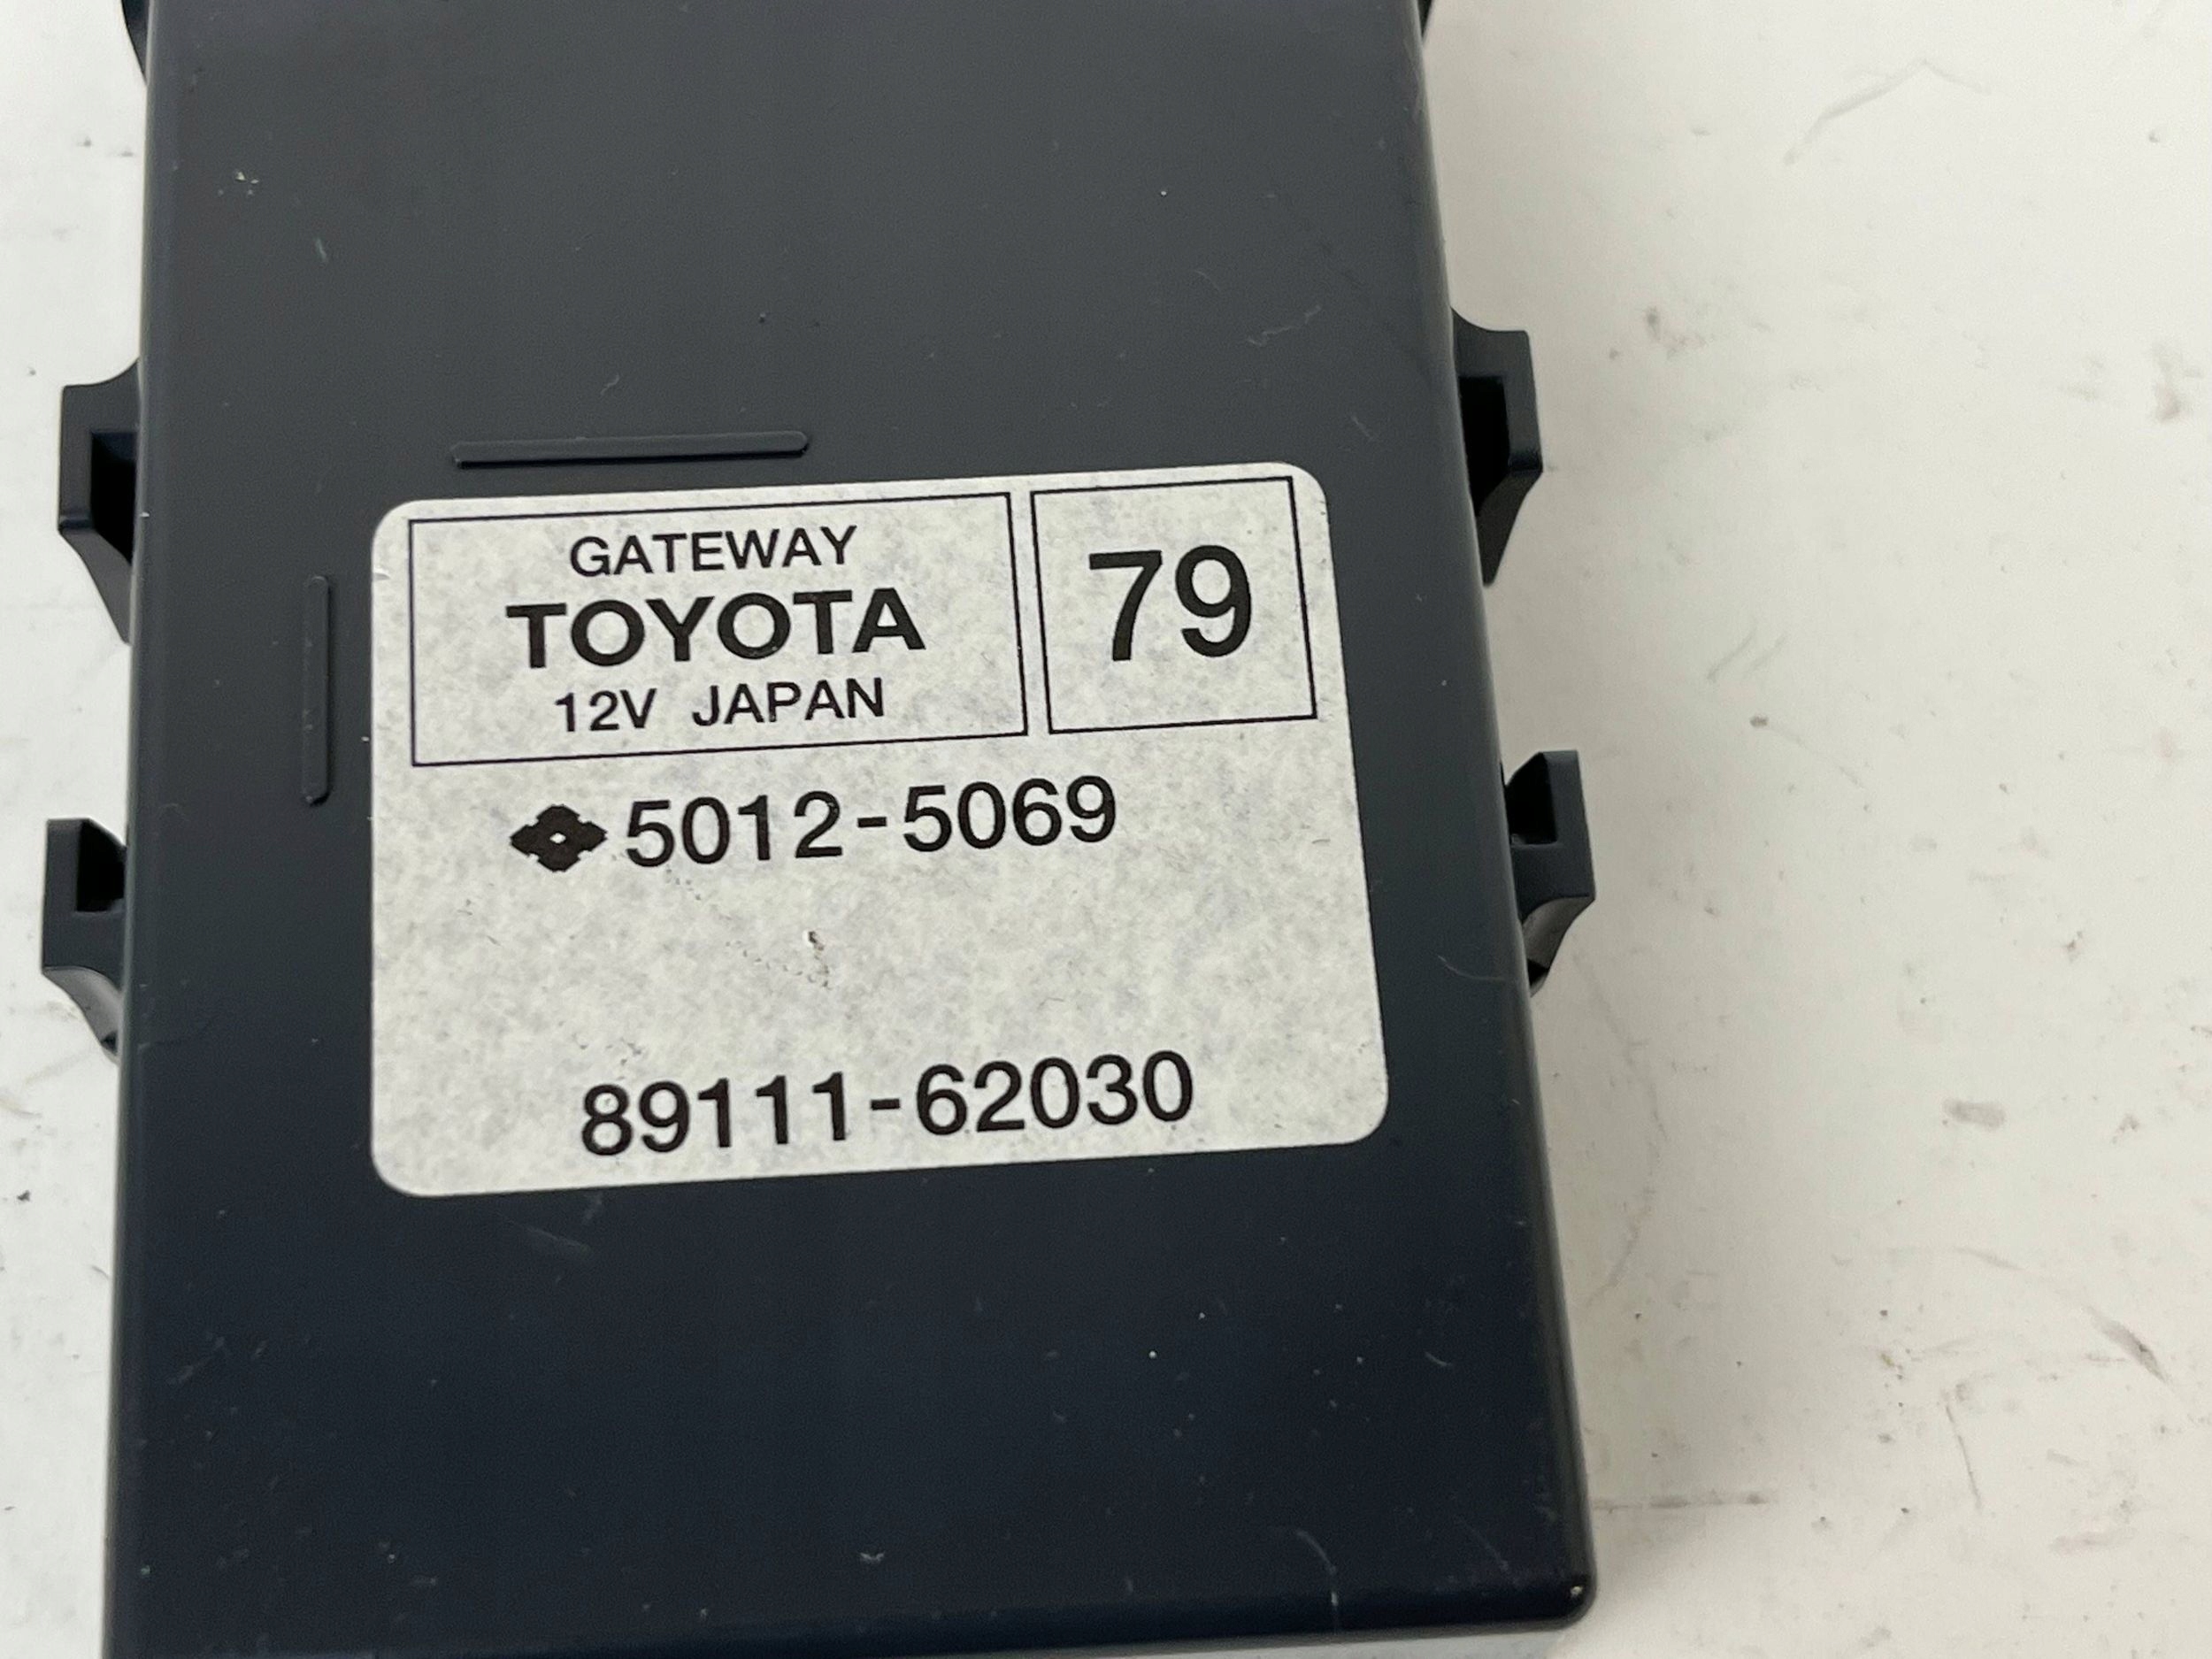 GATEWAY
TOYOTA
12V JAPAN
79
5012-5069
89111-62030